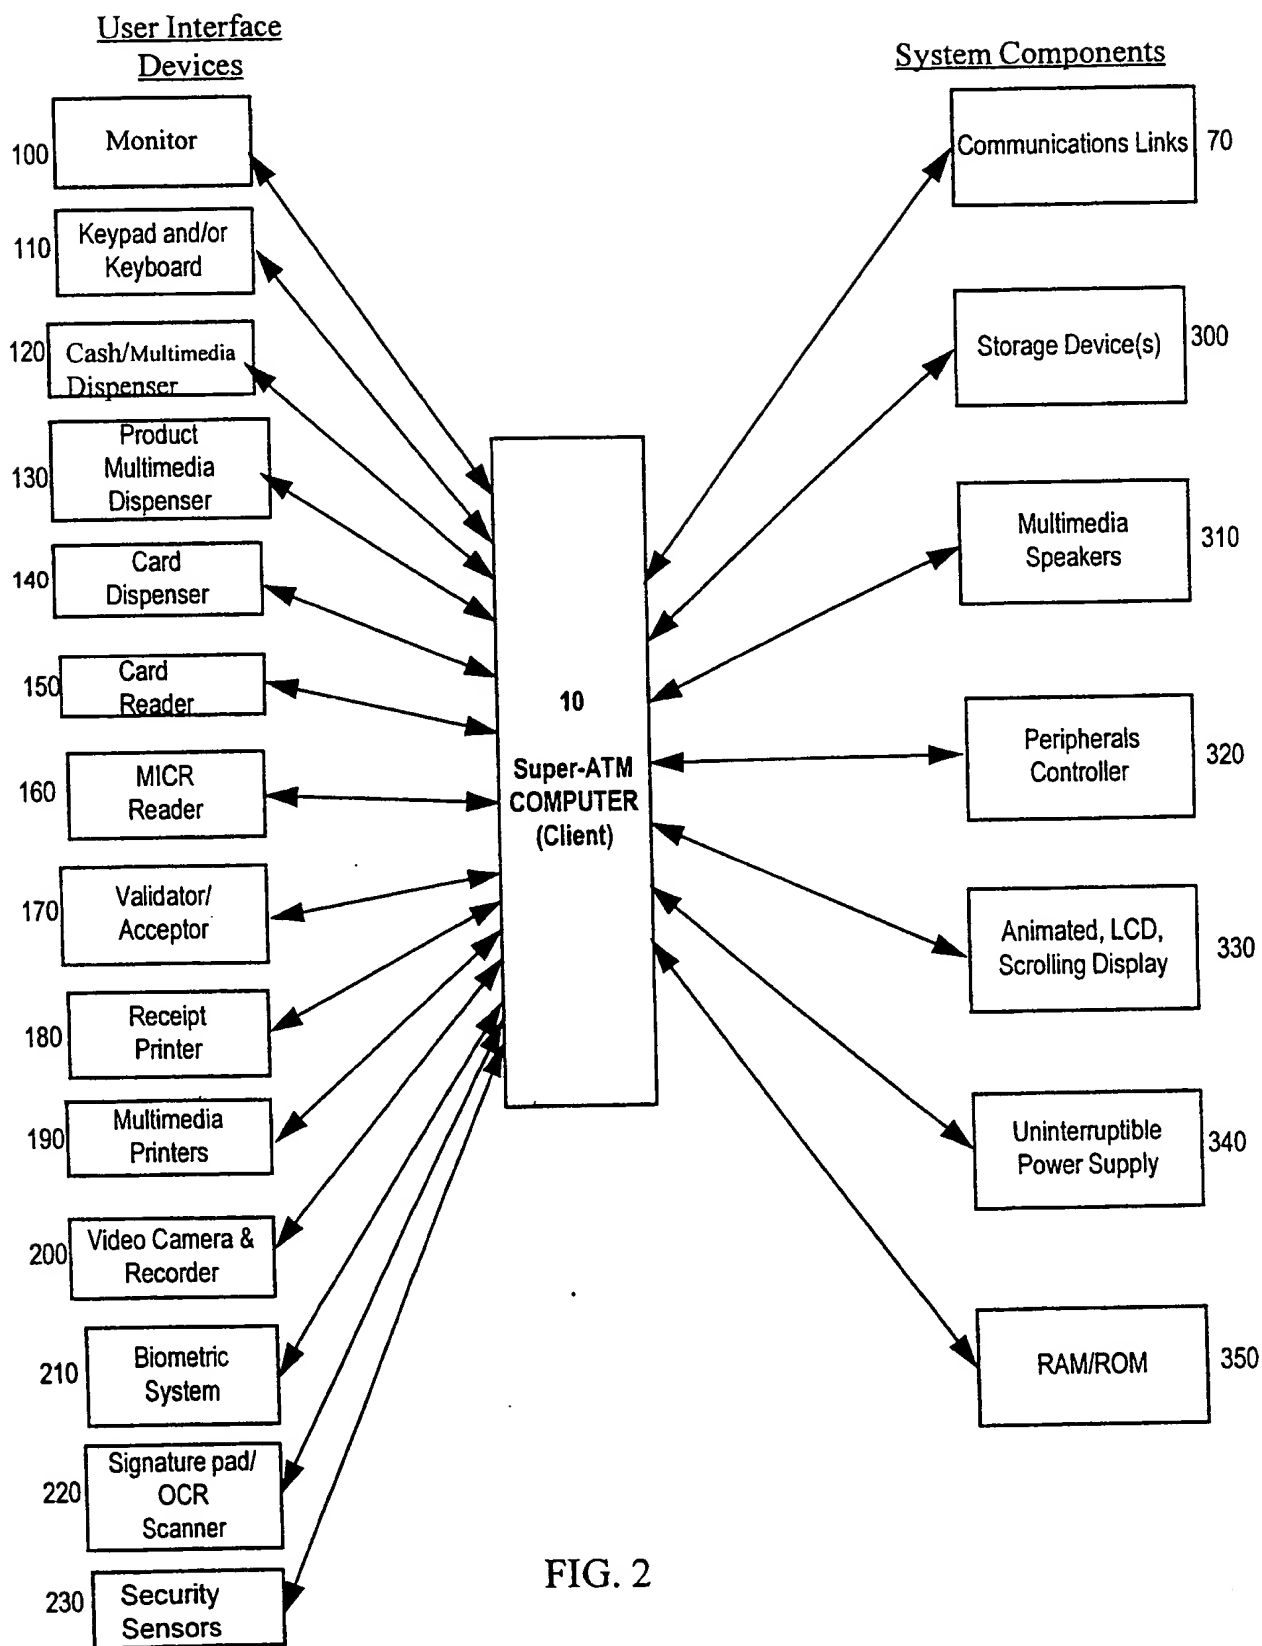 User Interface
Devices
100
Monitor
110
Keypad and/or
Keyboard
120
Cash/Multimedia
Dispenser
130
Product
Multimedia
Dispenser
140
Card
Dispenser
150
Card
Reader
160
MICR
Reader
170
Validator/
Acceptor
180
Receipt
Printer
190
Multimedia
Printers
200
Video Camera &
Recorder
210
Biometric
System
220
Signature pad/
OCR
Scanner
230
Security
Sensors
10
Super-ATM
COMPUTER
(Client)
System Components
Communications Links
70
Storage Device(s)
300
Multimedia
Speakers
310
Peripherals
Controller
320
Animated, LCD,
Scrolling Display
330
Uninterruptible
Power Supply
340
RAM/ROM
350
FIG. 2